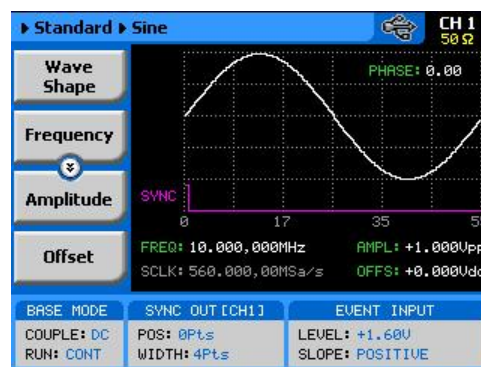 ▸ Standard ▸ Sine
CH 1
50 Ω
Wave
Shape
PHASE: 0.00
Frequency
Amplitude
SYNC
0 17 35
Offset
FREQ: 10.000,000MHz AMPL: +1.000Vpp
SCLK: 560.000,00MSa/s OFFS: +0.000Vdc
BASE MODE SYNC OUT [CH1] EVENT INPUT
COUPLE: DC POS: 0Pts LEVEL: +1.60V
RUN: CONT WIDTH: 4Pts SLOPE: POSITIVE